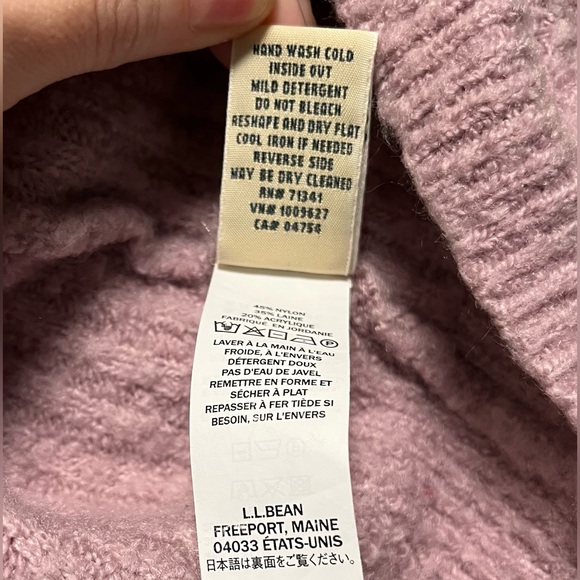 HAND WASH COLD
INSIDE OUT
MILD DETERGENT
DO NOT BLEACH
RESHAPE AND DRY FLAT
COOL IRON IF NEEDED
REVERSE SIDE
MAY BE DRY CLEANED
RN# 71341
VN# 1009627
CA# 04754
45% NYLON
35% LAINE
20% ACRYLIQUE
FABRIQUÉ EN JORDANIE
LAVER À LA MAIN À L'EAU
FROIDE, À L'ENVERS
DÉTERGENT DOUX
PAS D'EAU DE JAVEL
REMETTRE EN FORME ET
SÉCHER À PLAT
REPASSER À FER TIÈDE SI
BESOIN, SUR L'ENVERS
L.L.BEAN
FREEPORT, MAINE
04033 ÉTATS-UNIS
日本語は裏面をご覧ください。